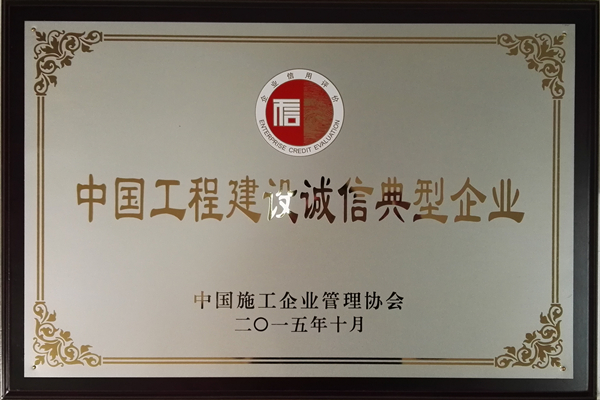 企业信用评价
信
ENTERPRISE CREDIT EVALUATION
中国工程建设诚信典型企业
中国施工企业管理协会
二〇一五年十月